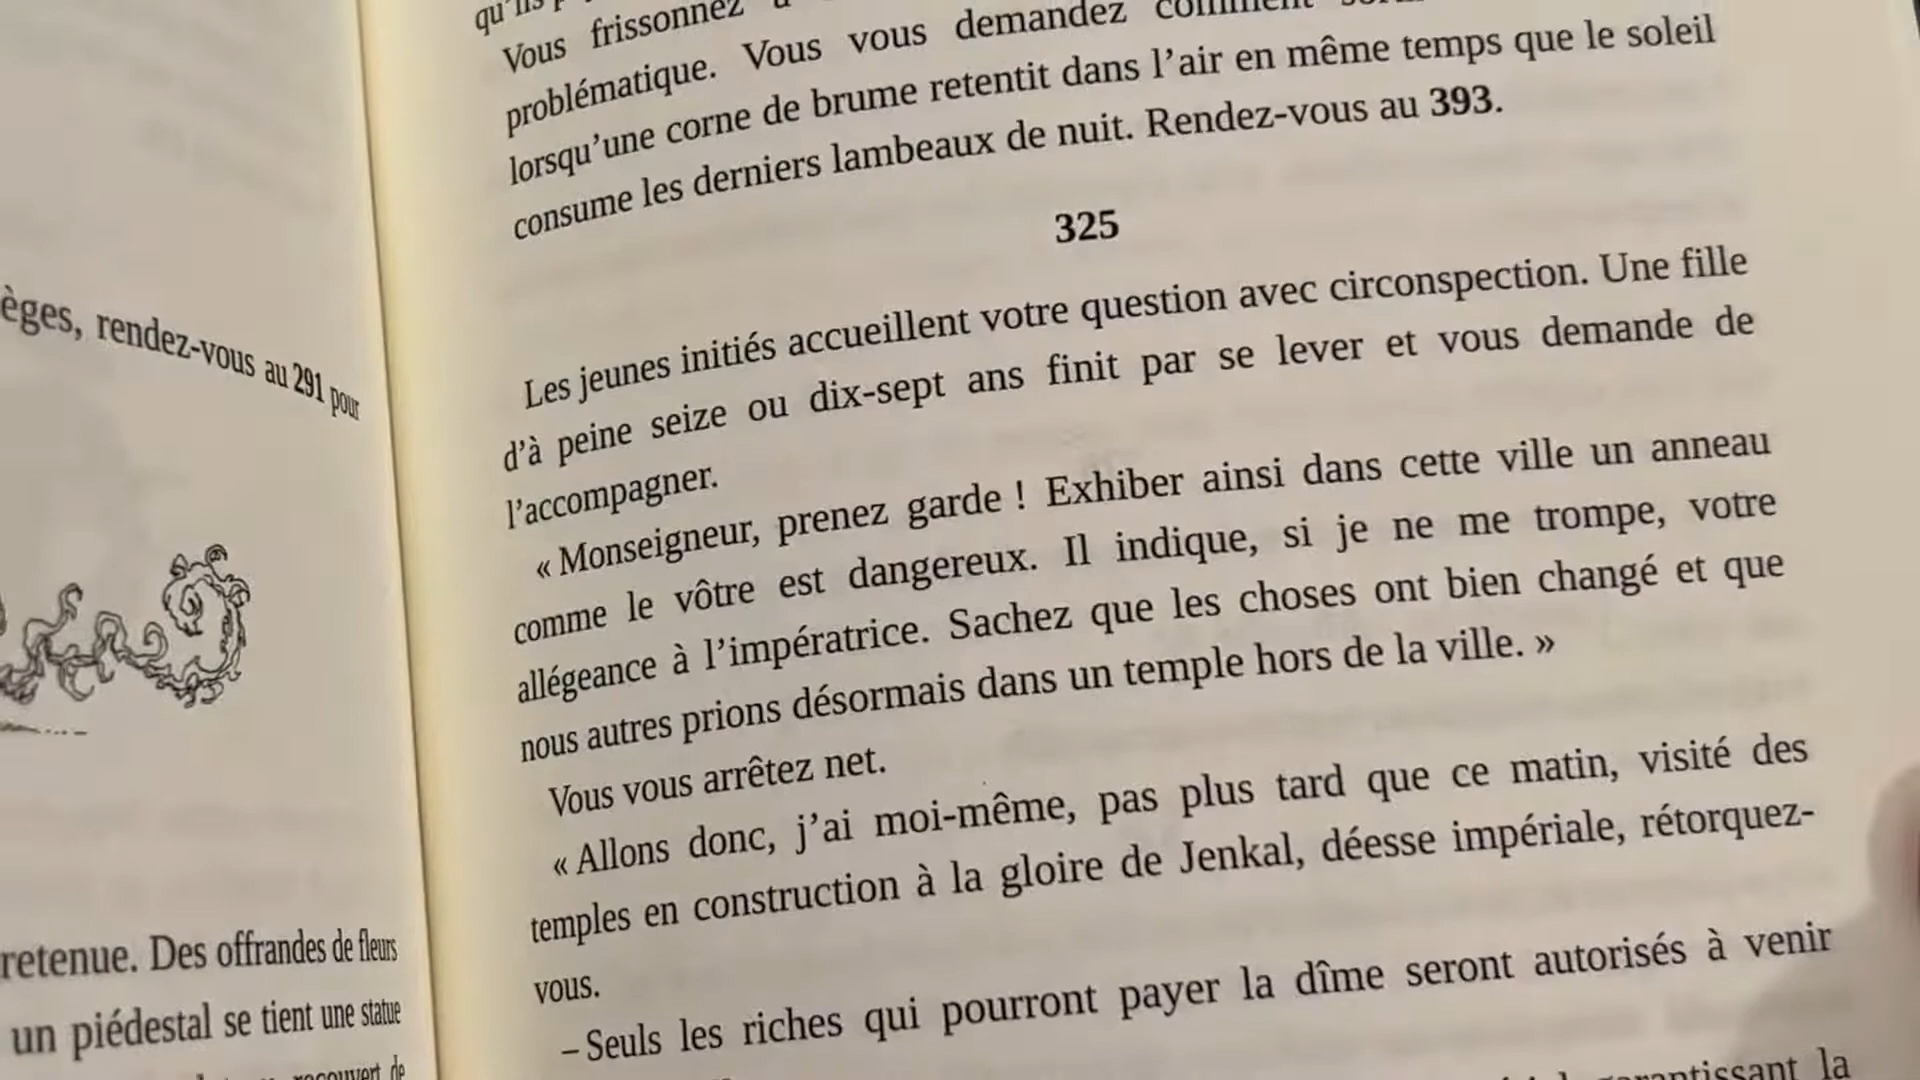 èges, rendez-vous au 291 pour
retenue. Des offrandes de fleurs
un piédestal se tient une statue
recouvert de
qu'ils
Vous frissonnez
problématique. Vous vous demandez comment
lorsqu'une corne de brume retentit dans l'air en même temps que le soleil
consume les derniers lambeaux de nuit. Rendez-vous au 393.
325
Les jeunes initiés accueillent votre question avec circonspection. Une fille
d'à peine seize ou dix-sept ans finit par se lever et vous demande de
l'accompagner.
« Monseigneur, prenez garde ! Exhiber ainsi dans cette ville un anneau
comme le vôtre est dangereux. Il indique, si je ne me trompe, votre
allégeance à l'impératrice. Sachez que les choses ont bien changé et que
nous autres prions désormais dans un temple hors de la ville. »
Vous vous arrêtez net.
« Allons donc, j'ai moi-même, pas plus tard que ce matin, visité des
temples en construction à la gloire de Jenkal, déesse impériale, rétorquez-
vous.
– Seuls les riches qui pourront payer la dîme seront autorisés à venir
la